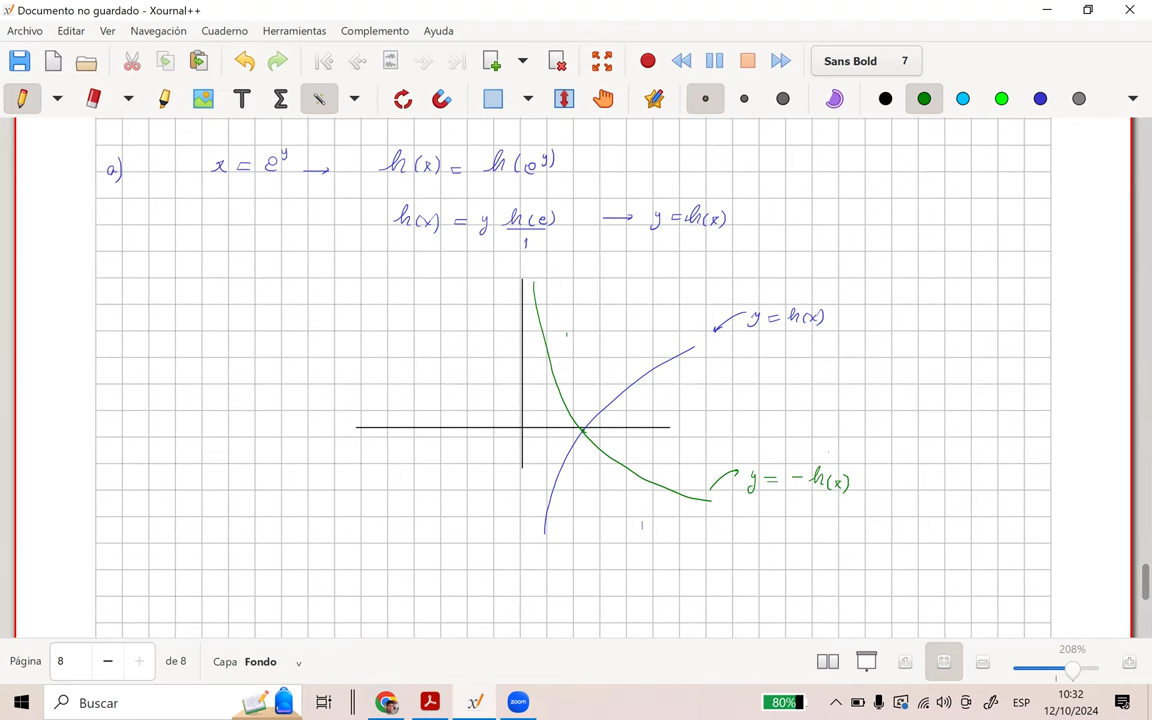 Documento no guardado - Xournal++
Archivo Editar Ver Navegación Cuaderno Herramientas Complemento Ayuda
Sans Bold 7
a) x = e^y → ln(x) = ln(e^y)
ln(x) = y ln(e) → y = ln(x)
1
y = ln(x)
y = - ln(x)
Página 8 de 8 Capa Fondo 208%
Buscar zoom 80% ESP 10:32
12/10/2024